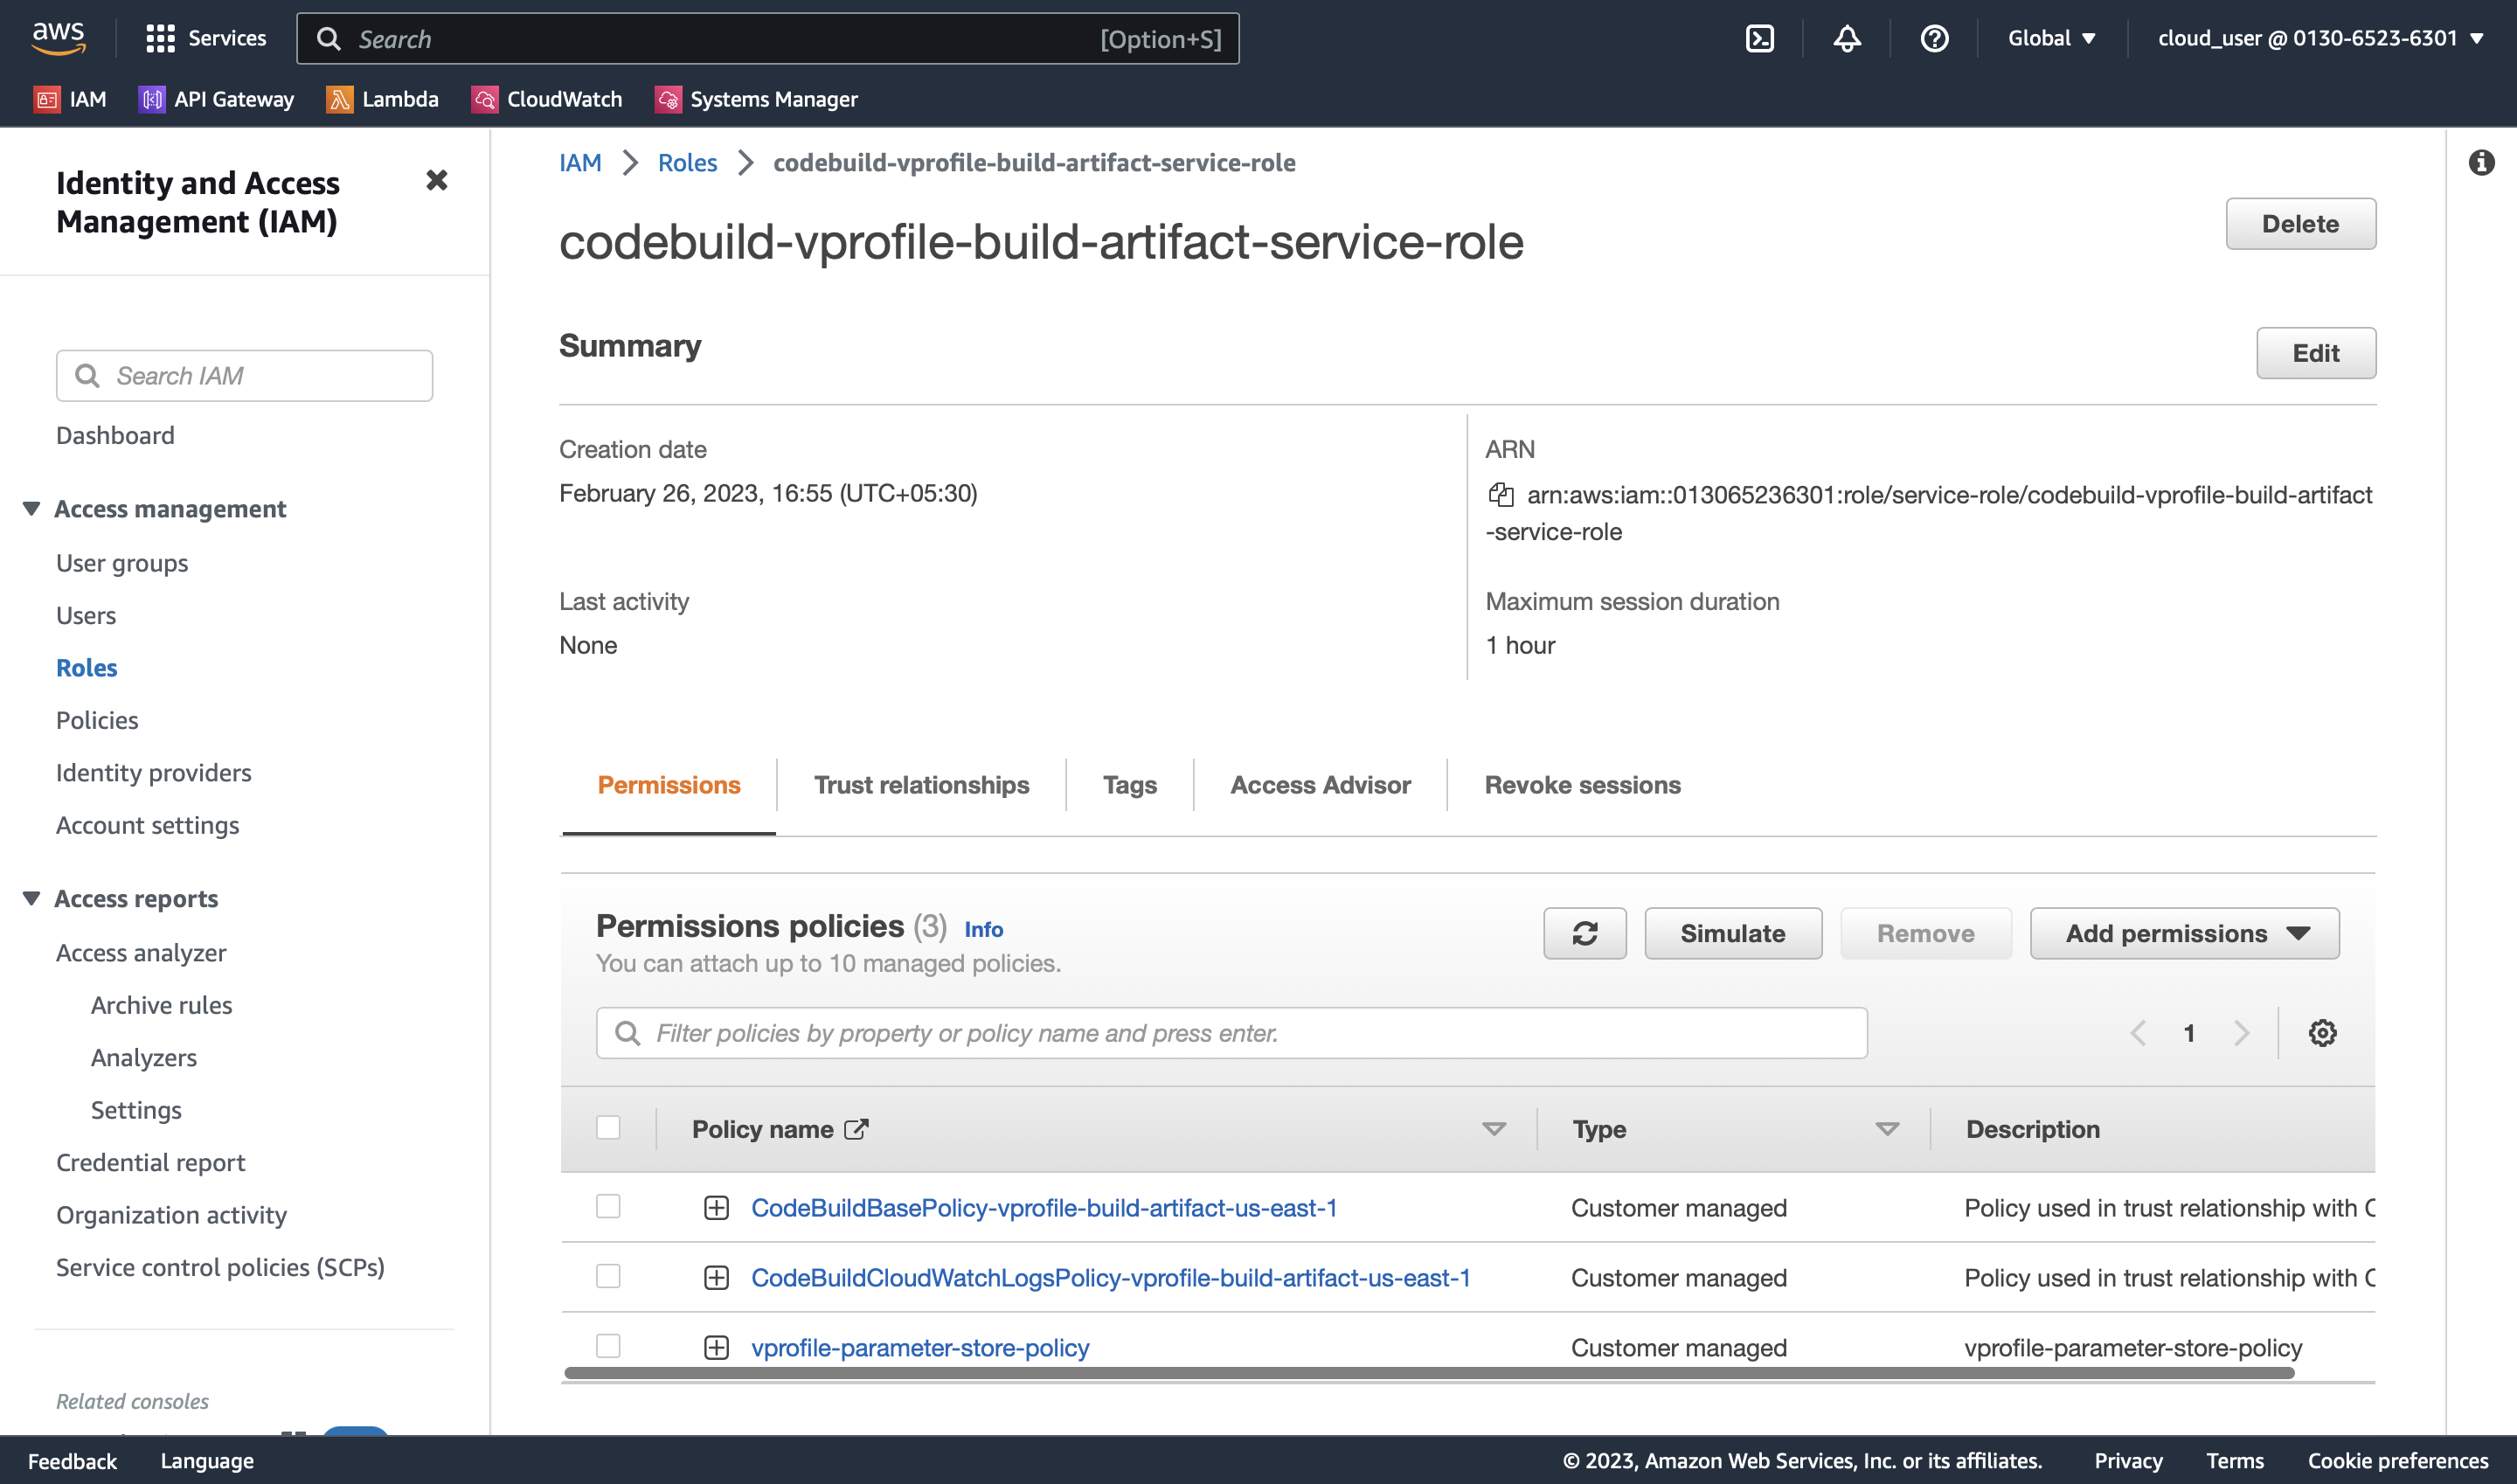 aws
Services
Search
[Option+S]
Global
cloud_user @ 0130-6523-6301
IAM
API Gateway
Lambda
CloudWatch
Systems Manager
Identity and Access
Management (IAM)
Search IAM
Dashboard
Access management
User groups
Users
Roles
Policies
Identity providers
Account settings
Access reports
Access analyzer
Archive rules
Analyzers
Settings
Credential report
Organization activity
Service control policies (SCPs)
Related consoles
IAM > Roles > codebuild-vprofile-build-artifact-service-role
codebuild-vprofile-build-artifact-service-role
Delete
Summary
Edit
Creation date
February 26, 2023, 16:55 (UTC+05:30)
ARN
arn:aws:iam::013065236301:role/service-role/codebuild-vprofile-build-artifact
-service-role
Last activity
None
Maximum session duration
1 hour
Permissions
Trust relationships
Tags
Access Advisor
Revoke sessions
Permissions policies (3) Info
You can attach up to 10 managed policies.
Simulate
Remove
Add permissions
Filter policies by property or policy name and press enter.
1
Policy name
Type
Description
CodeBuildBasePolicy-vprofile-build-artifact-us-east-1
Customer managed
Policy used in trust relationship with C
CodeBuildCloudWatchLogsPolicy-vprofile-build-artifact-us-east-1
Customer managed
Policy used in trust relationship with C
vprofile-parameter-store-policy
Customer managed
vprofile-parameter-store-policy
Feedback
Language
© 2023, Amazon Web Services, Inc. or its affiliates.
Privacy
Terms
Cookie preferences